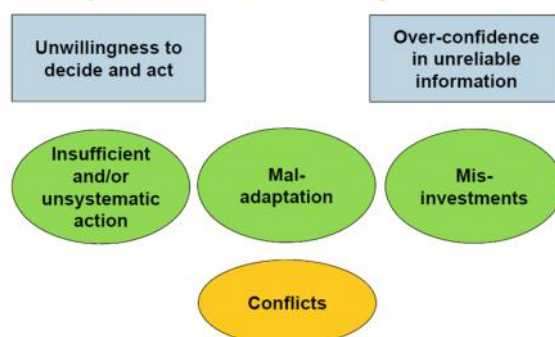 Unwillingness to
decide and act
Over-confidence
in unreliable
information
Insufficient
and/or
unsystematic
action
Mal-
adaptation
Mis-
investments
Conflicts